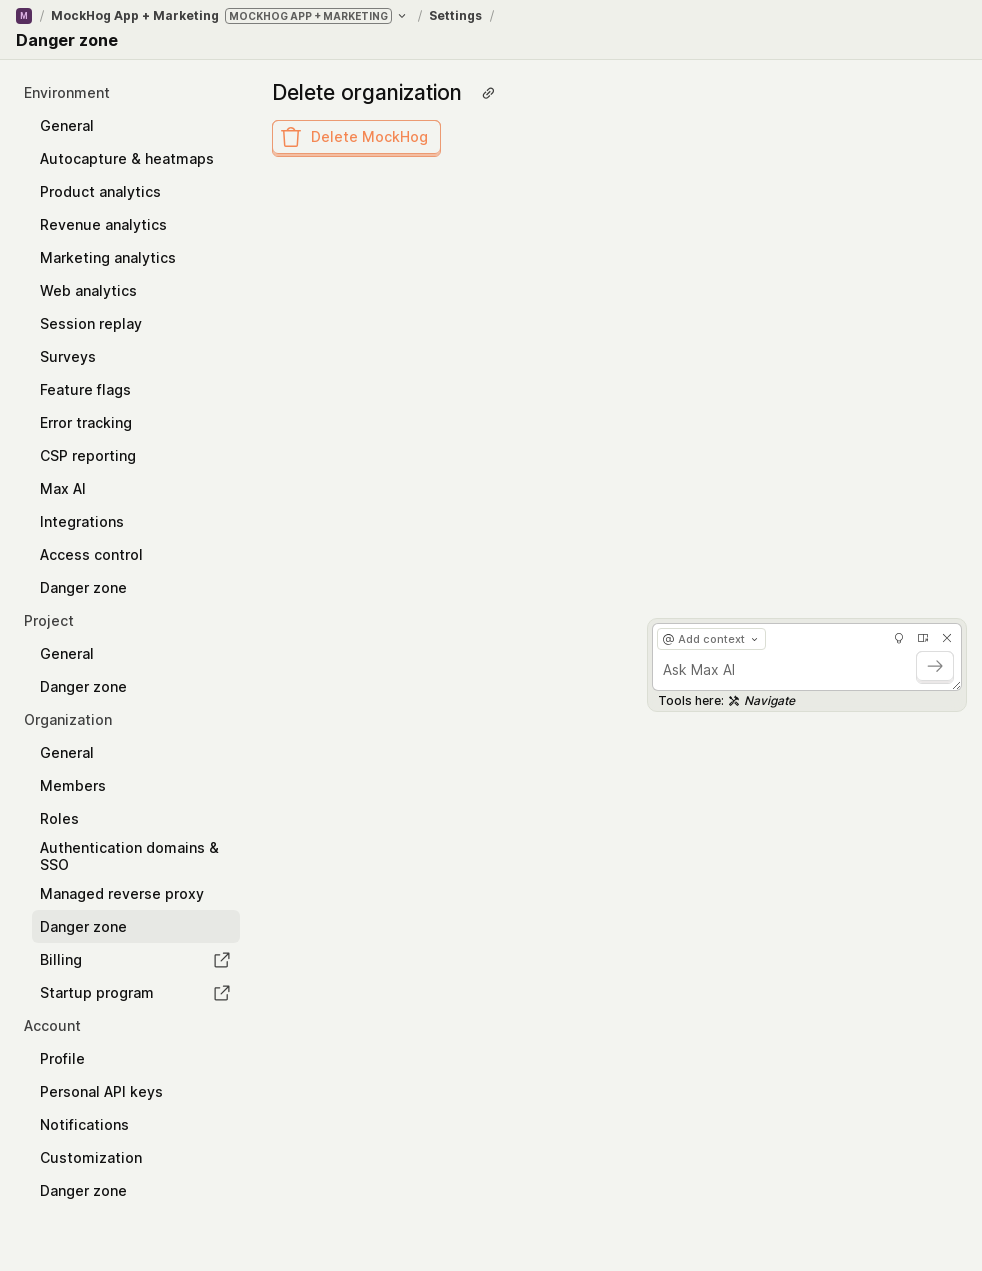 M / MockHog App + Marketing MOCKHOG APP + MARKETING / Settings /
Danger zone
Environment
General
Autocapture & heatmaps
Product analytics
Revenue analytics
Marketing analytics
Web analytics
Session replay
Surveys
Feature flags
Error tracking
CSP reporting
Max AI
Integrations
Access control
Danger zone
Project
General
Danger zone
Organization
General
Members
Roles
Authentication domains &
SSO
Managed reverse proxy
Danger zone
Billing
Startup program
Account
Profile
Personal API keys
Notifications
Customization
Danger zone
Delete organization
Delete MockHog
@ Add context
Ask Max AI
Tools here: Navigate